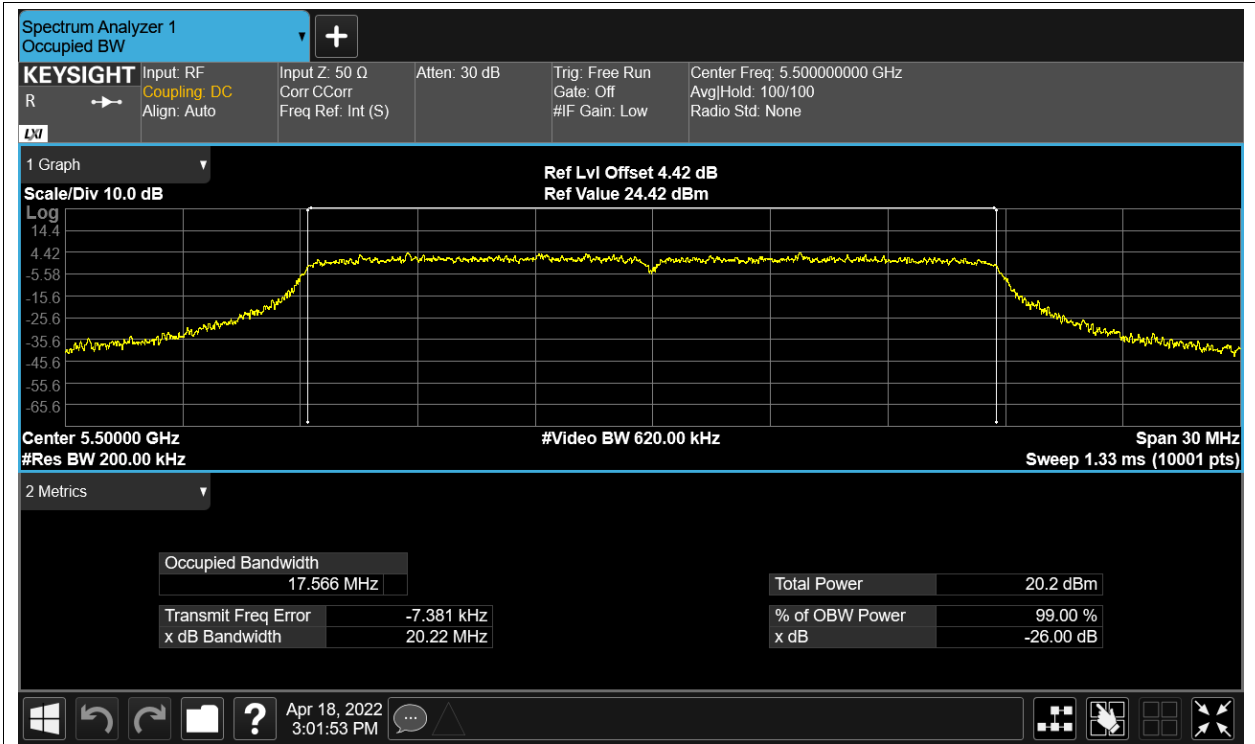 Spectrum Analyzer 1
Occupied BW
KEYSIGHT
R
LXI
Input: RF
Coupling: DC
Align: Auto
Input Z: 50 Ω
Corr CCorr
Freq Ref: Int (S)
Atten: 30 dB
Trig: Free Run
Gate: Off
#IF Gain: Low
Center Freq: 5.500000000 GHz
Avg|Hold: 100/100
Radio Std: None
1 Graph
Scale/Div 10.0 dB
Ref Lvl Offset 4.42 dB
Ref Value 24.42 dBm
Log
14.4
4.42
-5.58
-15.6
-25.6
-35.6
-45.6
-55.6
-65.6
Center 5.50000 GHz
#Video BW 620.00 kHz
Span 30 MHz
#Res BW 200.00 kHz
Sweep 1.33 ms (10001 pts)
2 Metrics
Occupied Bandwidth
17.566 MHz
Total Power 20.2 dBm
Transmit Freq Error -7.381 kHz
% of OBW Power 99.00 %
x dB Bandwidth 20.22 MHz
x dB -26.00 dB
?
Apr 18, 2022
3:01:53 PM